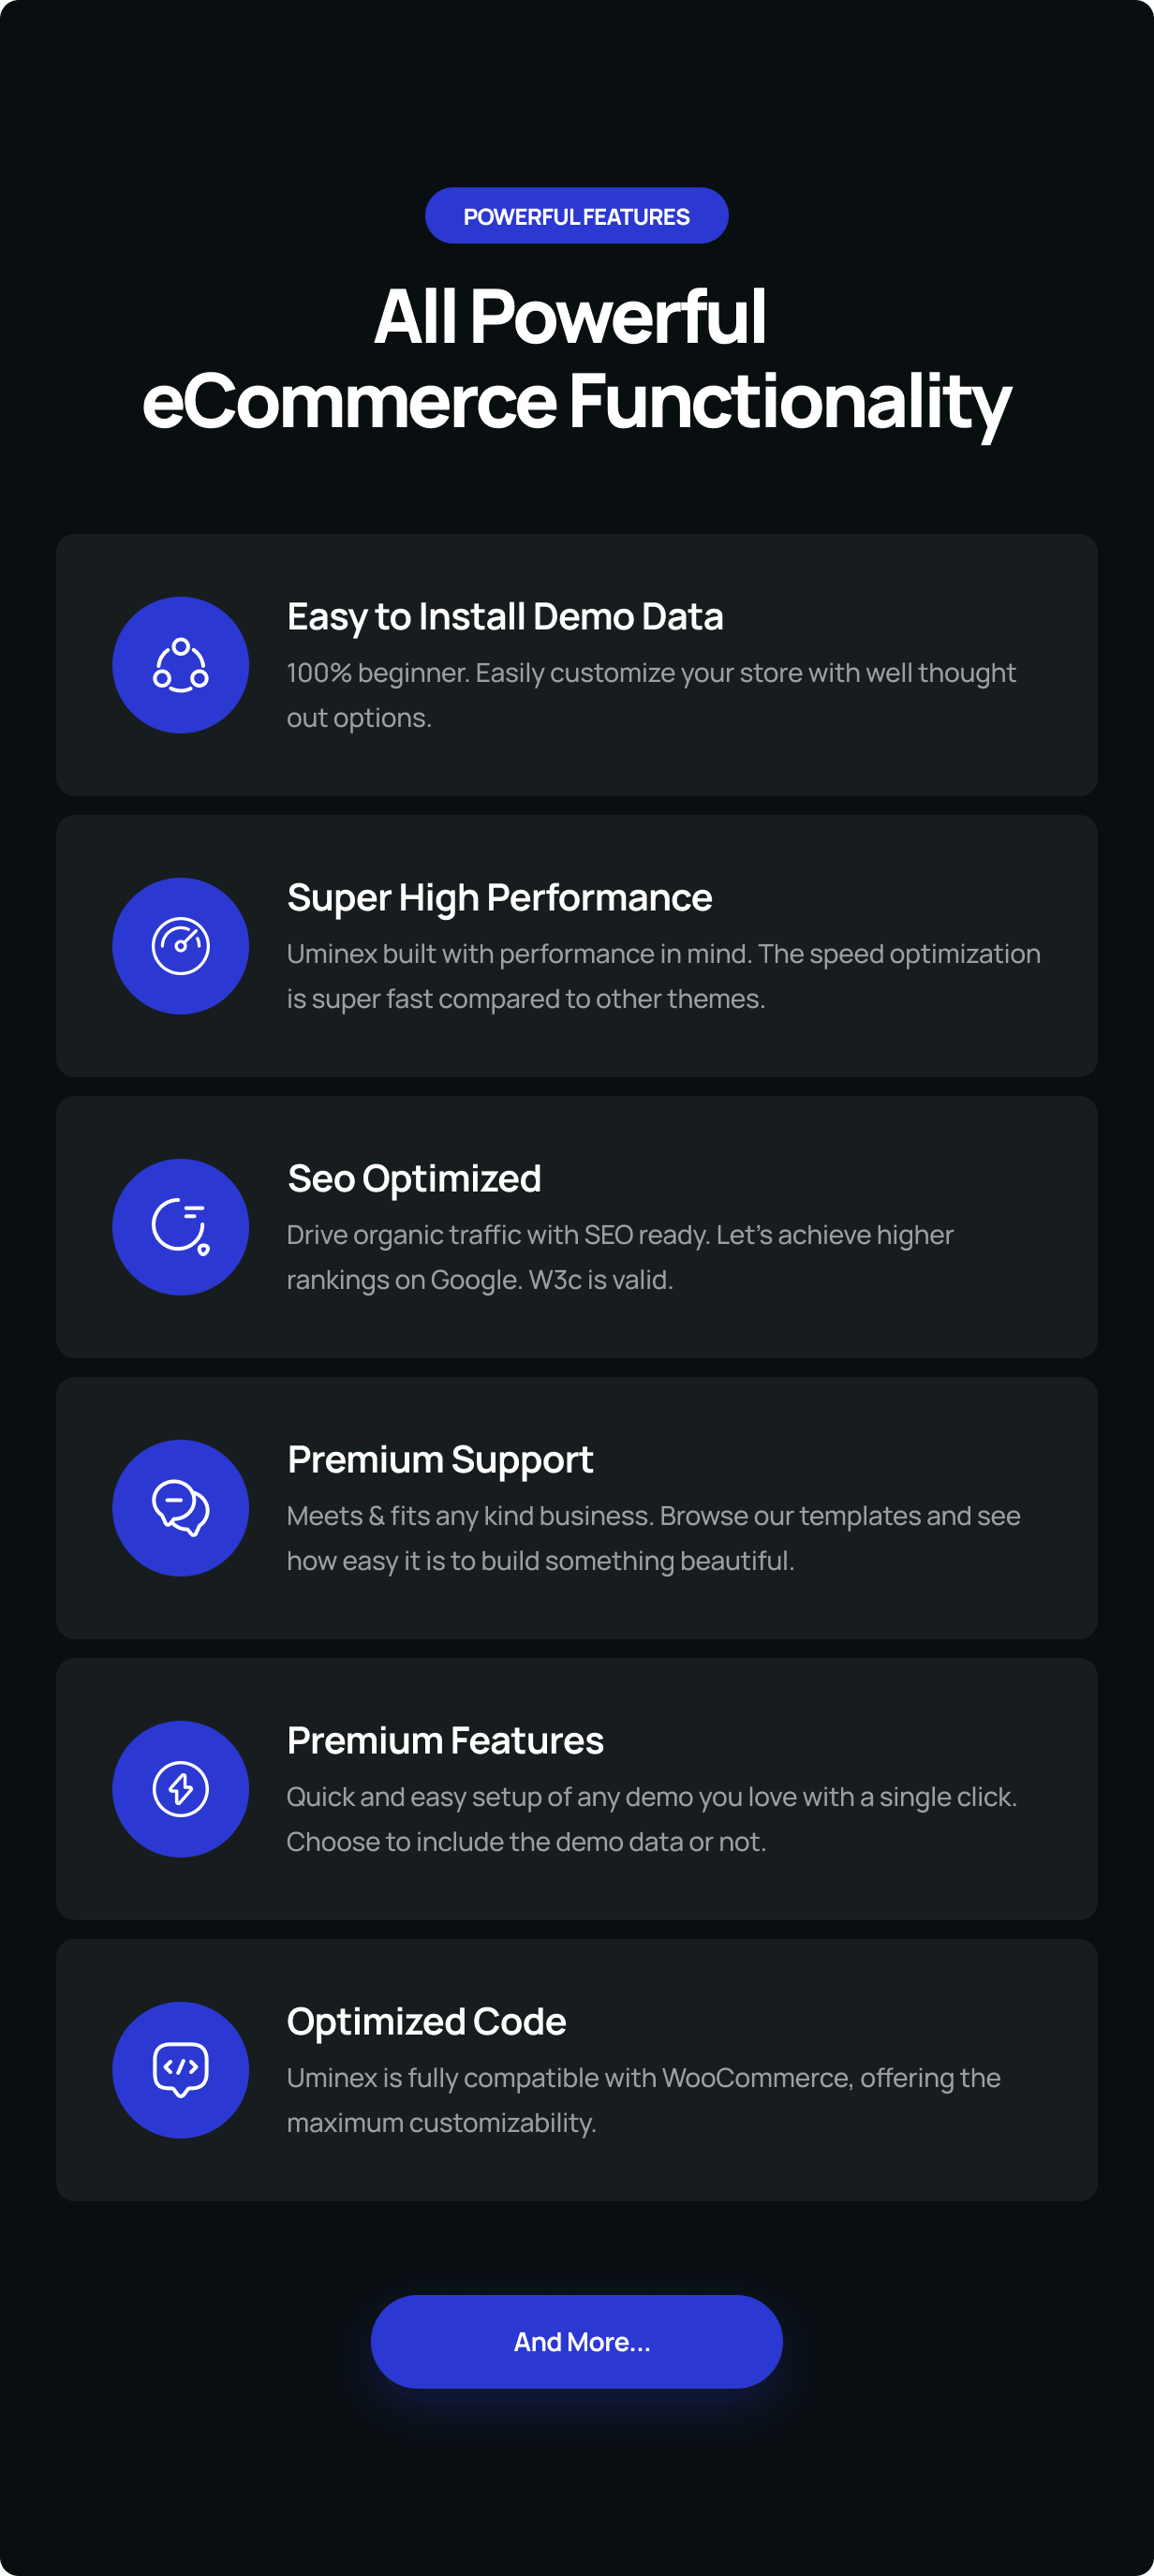 POWERFUL FEATURES
All Powerful
eCommerce Functionality
Easy to Install Demo Data
100% beginner. Easily customize your store with well thought
out options.
Super High Performance
Uminex built with performance in mind. The speed optimization
is super fast compared to other themes.
Seo Optimized
Drive organic traffic with SEO ready. Let’s achieve higher
rankings on Google. W3c is valid.
Premium Support
Meets & fits any kind business. Browse our templates and see
how easy it is to build something beautiful.
Premium Features
Quick and easy setup of any demo you love with a single click.
Choose to include the demo data or not.
Optimized Code
Uminex is fully compatible with WooCommerce, offering the
maximum customizability.
And More...